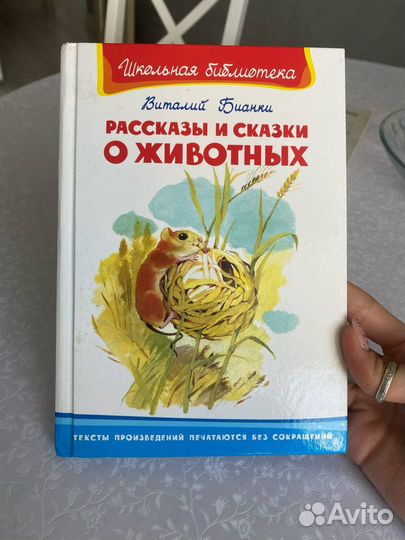 Школьная библиотека
Виталий Бианки
РАССКАЗЫ И СКАЗКИ
О ЖИВОТНЫХ
ТЕКСТЫ ПРОИЗВЕДЕНИЙ ПЕЧАТАЮТСЯ БЕЗ СОКРАЩЕНИЙ
Avito